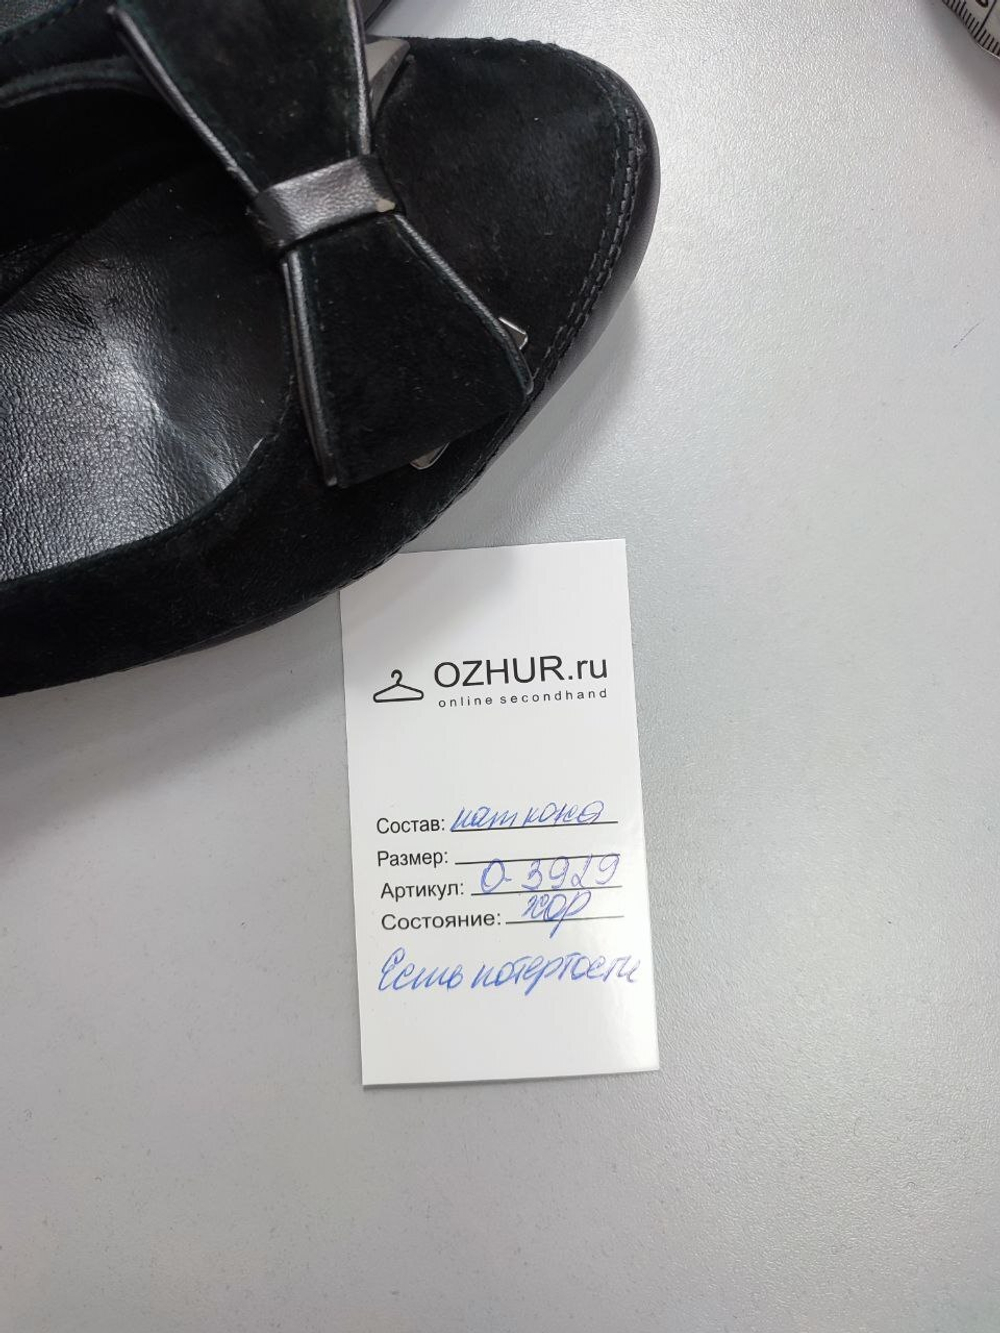 OZHUR.ru
online secondhand
Состав: нат кожа
Размер:
Артикул: О-3929
Состояние: хор
Есть потертости